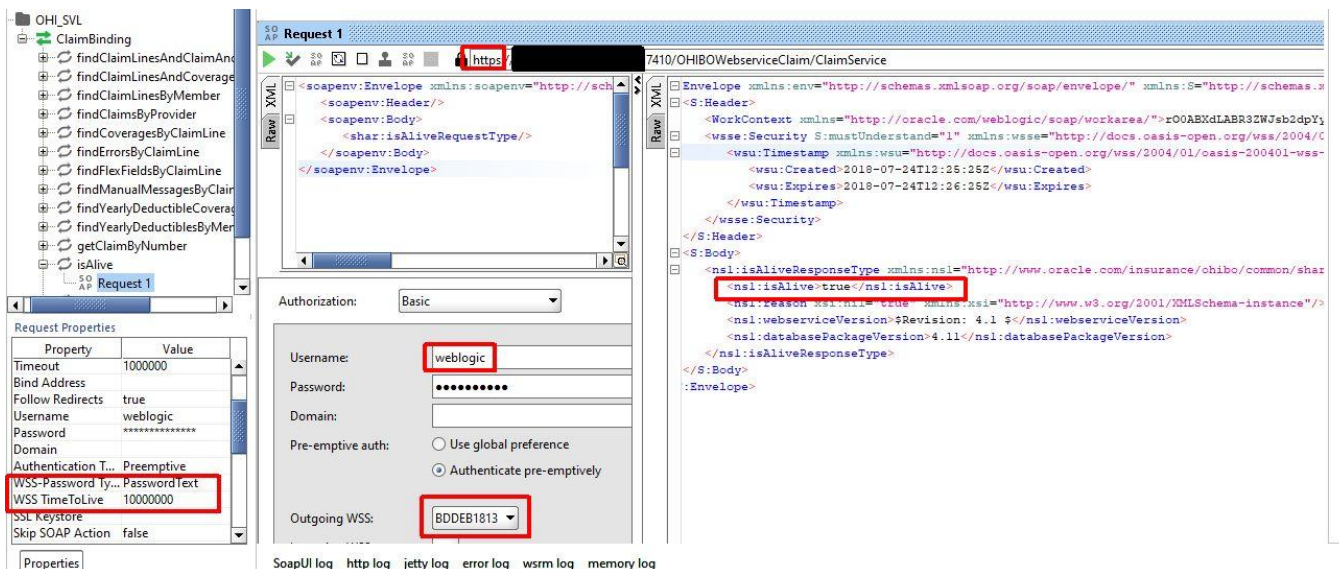 OHI_SVL
ClaimBinding
findClaimLinesAndClaimAnd
findClaimLinesAndCoverage
findClaimLinesByMember
findClaimsByProvider
findCoveragesByClaimLine
findErrorsByClaimLine
findFlexFieldsByClaimLine
findManualMessagesByClaim
findYearlyDeductibleCoverag
findYearlyDeductiblesByMer
getClaimByNumber
isAlive
SOAP Request 1
Request Properties
Property Value
Timeout 1000000
Bind Address
Follow Redirects true
Username weblogic
Password **************
Domain
Authentication T... Preemptive
WSS-Password Ty... PasswordText
WSS TimeToLive 10000000
SSL Keystore
Skip SOAP Action false
Properties
SOAP Request 1
https:/ 7410/OHIBOWebserviceClaim/ClaimService
XML
Raw
<soapenv:Envelope xmlns:soapenv="http://sch
<soapenv:Header/>
<soapenv:Body>
<shar:isAliveRequestType/>
</soapenv:Body>
</soapenv:Envelope>
Authorization: Basic
Username: weblogic
Password: ••••••••••
Domain:
Pre-emptive auth: Use global preference
Authenticate pre-emptively
Outgoing WSS: BDDEB1813
XML
Raw
Envelope xmlns:env="http://schemas.xmlsoap.org/soap/envelope/" xmlns:S="http://schemas.x
<S:Header>
<WorkContext xmlns="http://oracle.com/weblogic/soap/workarea/">rO0ABXdLABR3ZWJsb2dpYy
<wsse:Security S:mustUnderstand="1" xmlns:wsse="http://docs.oasis-open.org/wss/2004/0
<wsu:Timestamp xmlns:wsu="http://docs.oasis-open.org/wss/2004/01/oasis-200401-wss-
<wsu:Created>2018-07-24T12:25:25Z</wsu:Created>
<wsu:Expires>2018-07-24T12:26:25Z</wsu:Expires>
</wsu:Timestamp>
</wsse:Security>
</S:Header>
<S:Body>
<ns1:isAliveResponseType xmlns:ns1="http://www.oracle.com/insurance/ohibo/common/shar
<ns1:isAlive>true</ns1:isAlive>
<ns1:reason xsi:nil="true" xmlns:xsi="http://www.w3.org/2001/XMLSchema-instance"/>
<ns1:webserviceVersion>$Revision: 4.1 $</ns1:webserviceVersion>
<ns1:databasePackageVersion>4.11</ns1:databasePackageVersion>
</ns1:isAliveResponseType>
</S:Body>
:Envelope>
SoapUI log http log jetty log error log wsrm log memory log